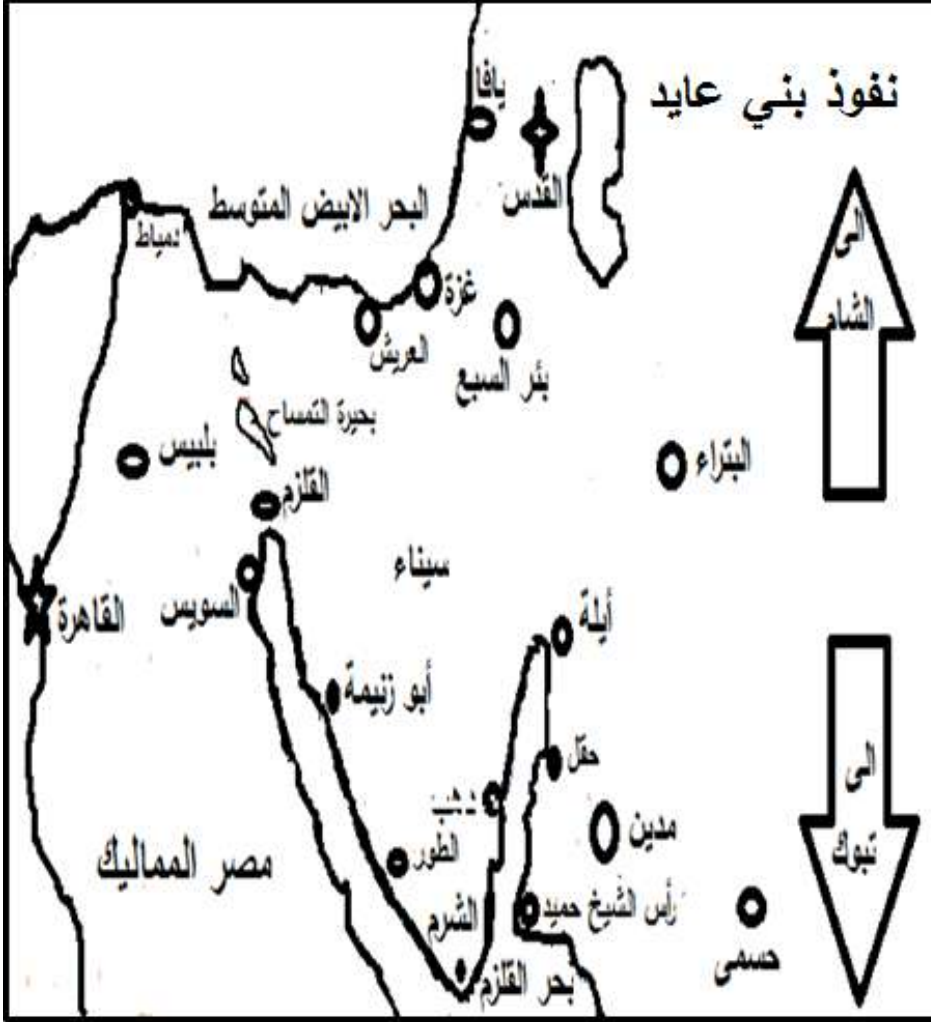 نفوذ بني عايد
يافا
القدس
الى
الشام
البحر الابيض المتوسط
دمياط
غزة
العريش
بئر السبع
بحيرة التمساح
بلبيس
البتراء
القلزم
سيناء
السويس
القاهرة
أيلة
أبو زنيمة
حقل
الى
تبوك
دهب
مدين
الطور
مصر المماليك
رأس الشيخ حميد
الشرم
حسمى
بحر القلزم